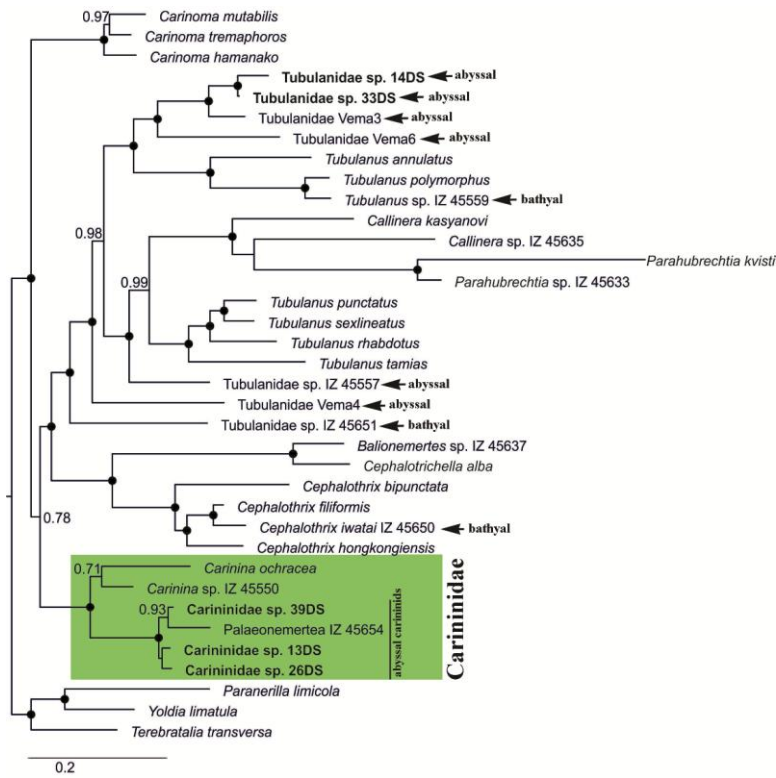 0.97
Carinoma mutabilis
Carinoma tremaphoros
Carinoma hamanako
Tubulanidae sp. 14DS abyssal
Tubulanidae sp. 33DS abyssal
Tubulanidae Vema3 abyssal
Tubulanidae Vema6 abyssal
Tubulanus annulatus
Tubulanus polymorphus
Tubulanus sp. IZ 45559 bathyal
Callinera kasyanovi
0.98
Callinera sp. IZ 45635
Parahubrechtia kvisti
0.99
Parahubrechtia sp. IZ 45633
Tubulanus punctatus
Tubulanus sexlineatus
Tubulanus rhabdotus
Tubulanus tamias
Tubulanidae sp. IZ 45557 abyssal
Tubulanidae Vema4 abyssal
Tubulanidae sp. IZ 45651 bathyal
Balionemertes sp. IZ 45637
Cephalotrichella alba
Cephalothrix bipunctata
Cephalothrix filiformis
0.78
Cephalothrix iwatai IZ 45650 bathyal
Cephalothrix hongkongiensis
0.71
Carinina ochracea
Carinina sp. IZ 45550
0.93
Carininidae sp. 39DS
Palaeonemertea IZ 45654
Carininidae sp. 13DS
Carininidae sp. 26DS
abyssal carininids
Carininidae
Paranerilla limicola
Yoldia limatula
Terebratalia transversa
0.2